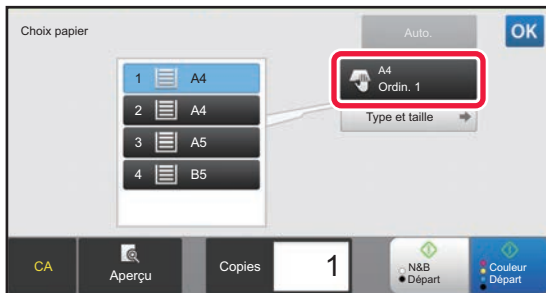 Choix papier
Auto.
OK
1 A4
2 A4
3 A5
4 B5
A4
Ordin. 1
Type et taille
CA
Aperçu
Copies
1
N&B
Départ
Couleur
Départ